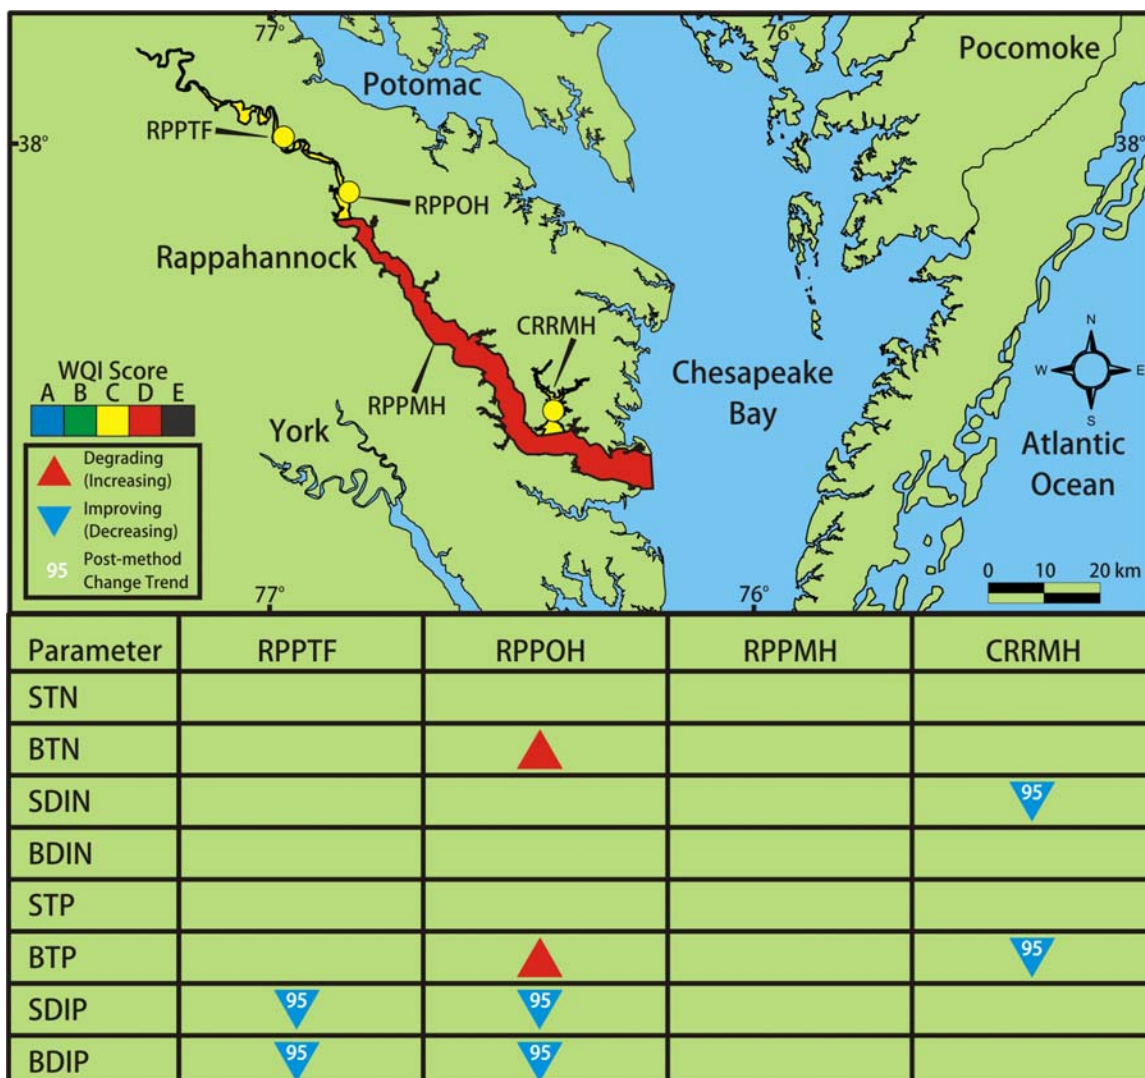 77°
76°
Potomac
Pocomoke
RPPTF
38°
38°
RPPOH
Rappahannock
CRRMH
N
W E
S
WQI Score
A B C D E
RPPMH
Chesapeake
Bay
York
Atlantic
Ocean
Degrading
(Increasing)
Improving
(Decreasing)
95 Post-method
Change Trend
0 10 20 km
77°
76°
Parameter RPPTF RPPOH RPPMH CRRMH
STN
BTN
SDIN 95
BDIN
STP
BTP 95
SDIP 95 95
BDIP 95 95